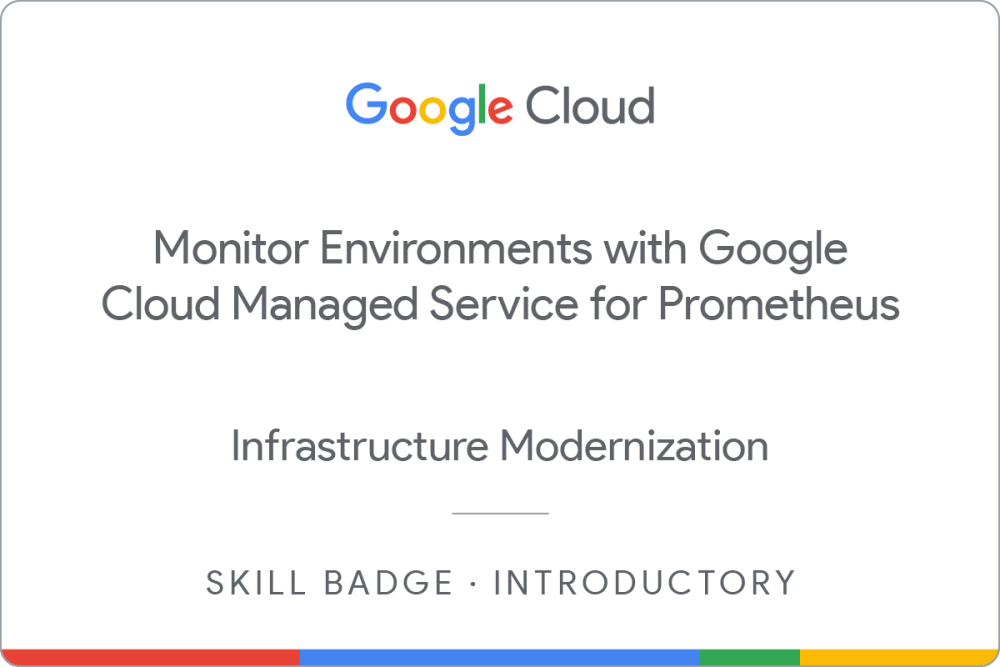 Google Cloud
Monitor Environments with Google
Cloud Managed Service for Prometheus
Infrastructure Modernization
SKILL BADGE · INTRODUCTORY